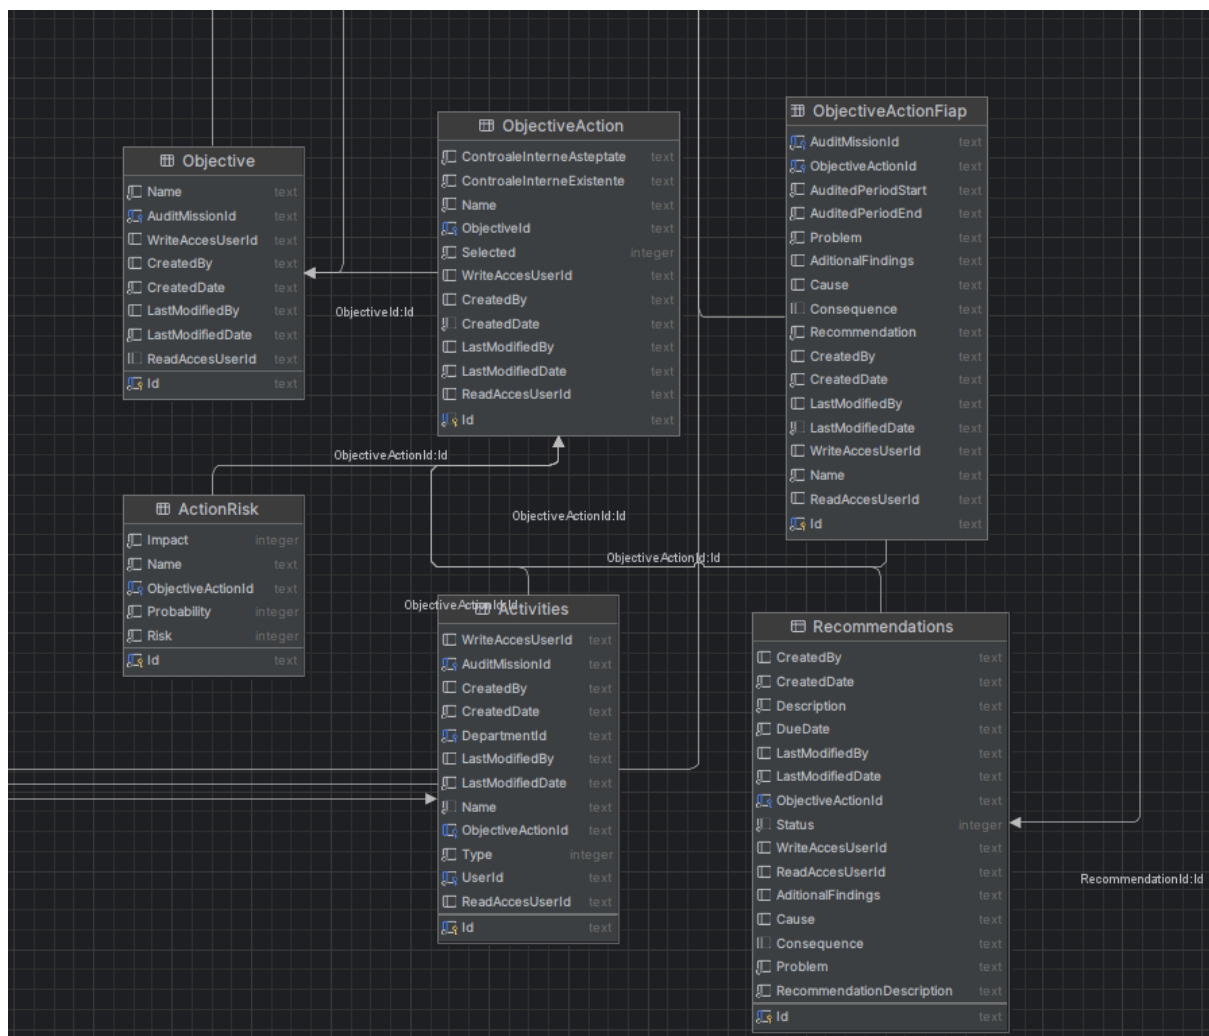 Objective
Name text
AuditMissionId text
WriteAccesUserId text
CreatedBy text
CreatedDate text
LastModifiedBy text
LastModifiedDate text
ReadAccesUserId text
Id text
ObjectiveId:Id
ObjectiveAction
ControaleInterneAsteptate text
ControaleInterneExistente text
Name text
ObjectiveId text
Selected integer
WriteAccesUserId text
CreatedBy text
CreatedDate text
LastModifiedBy text
LastModifiedDate text
ReadAccesUserId text
Id text
ObjectiveActionFiap
AuditMissionId text
ObjectiveActionId text
AuditedPeriodStart text
AuditedPeriodEnd text
Problem text
AditionalFindings text
Cause text
Consequence text
Recommendation text
CreatedBy text
CreatedDate text
LastModifiedBy text
LastModifiedDate text
WriteAccesUserId text
Name text
ReadAccesUserId text
Id text
ObjectiveActionId:Id
ObjectiveActionId:Id
ObjectiveActionId:Id
ObjectiveActionId:Id
ActionRisk
Impact integer
Name text
ObjectiveActionId text
Probability integer
Risk integer
Id text
Activities
WriteAccesUserId text
AuditMissionId text
CreatedBy text
CreatedDate text
DepartmentId text
LastModifiedBy text
LastModifiedDate text
Name text
ObjectiveActionId text
Type integer
UserId text
ReadAccesUserId text
Id text
Recommendations
CreatedBy text
CreatedDate text
Description text
DueDate text
LastModifiedBy text
LastModifiedDate text
ObjectiveActionId text
Status integer
WriteAccesUserId text
ReadAccesUserId text
AditionalFindings text
Cause text
Consequence text
Problem text
RecommendationDescription text
Id text
RecommendationId:Id